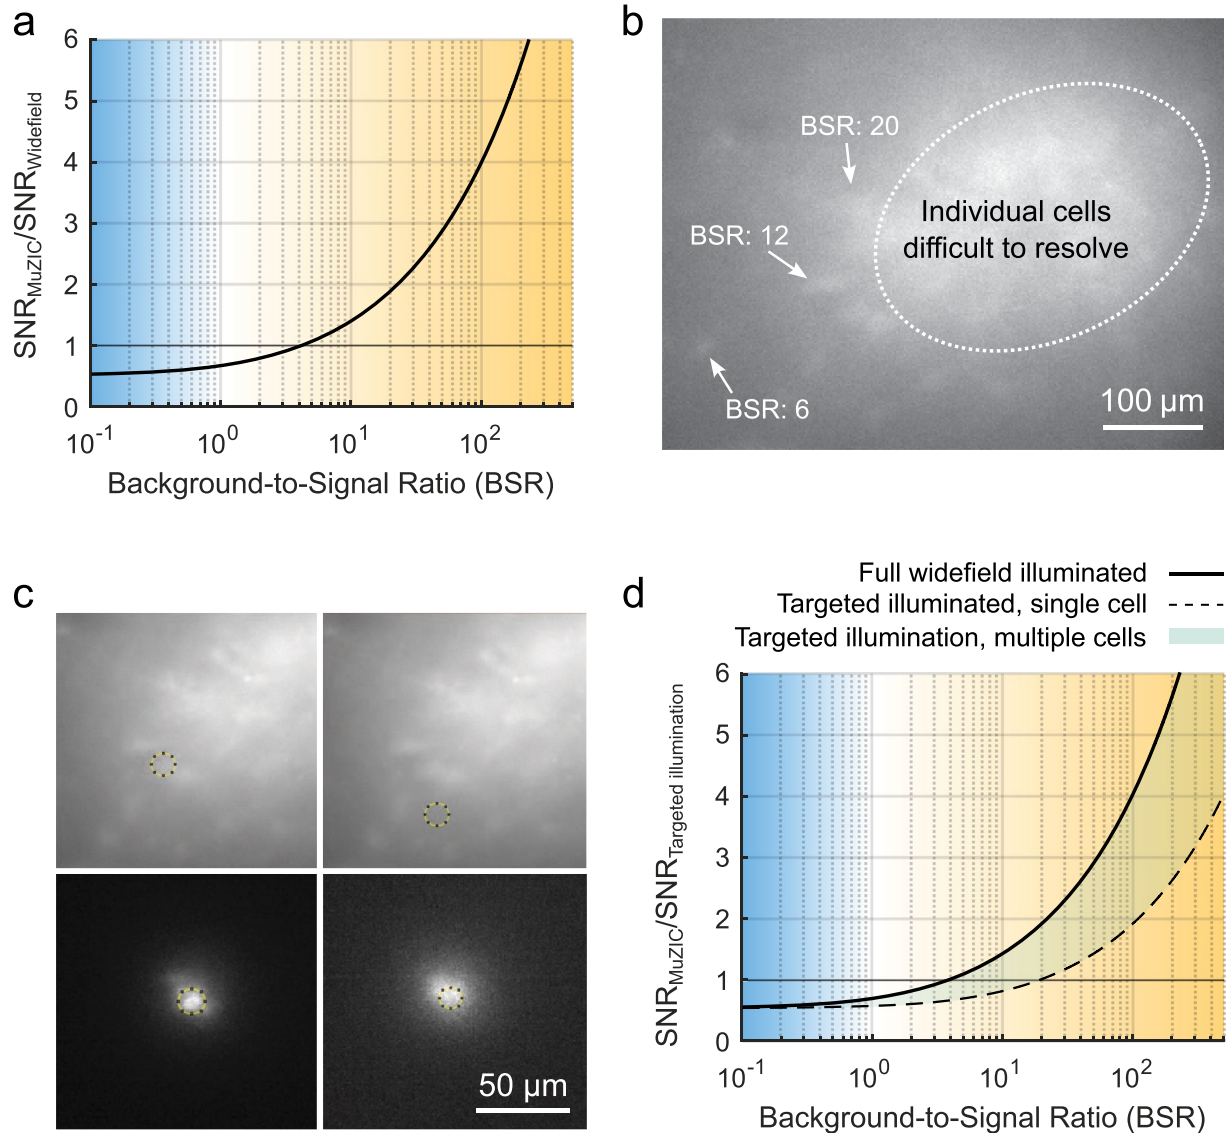 a
6
5
4
3
2
1
0
SNRMuZIC/SNRWidefield
10-1
100
101
102
Background-to-Signal Ratio (BSR)
b
BSR: 20
BSR: 12
BSR: 6
Individual cells
difficult to resolve
100 μm
c
50 μm
d
Full widefield illuminated
Targeted illuminated, single cell
Targeted illumination, multiple cells
6
5
4
3
2
1
0
SNRMuZIC/SNRTargeted illumination
10-1
100
101
102
Background-to-Signal Ratio (BSR)